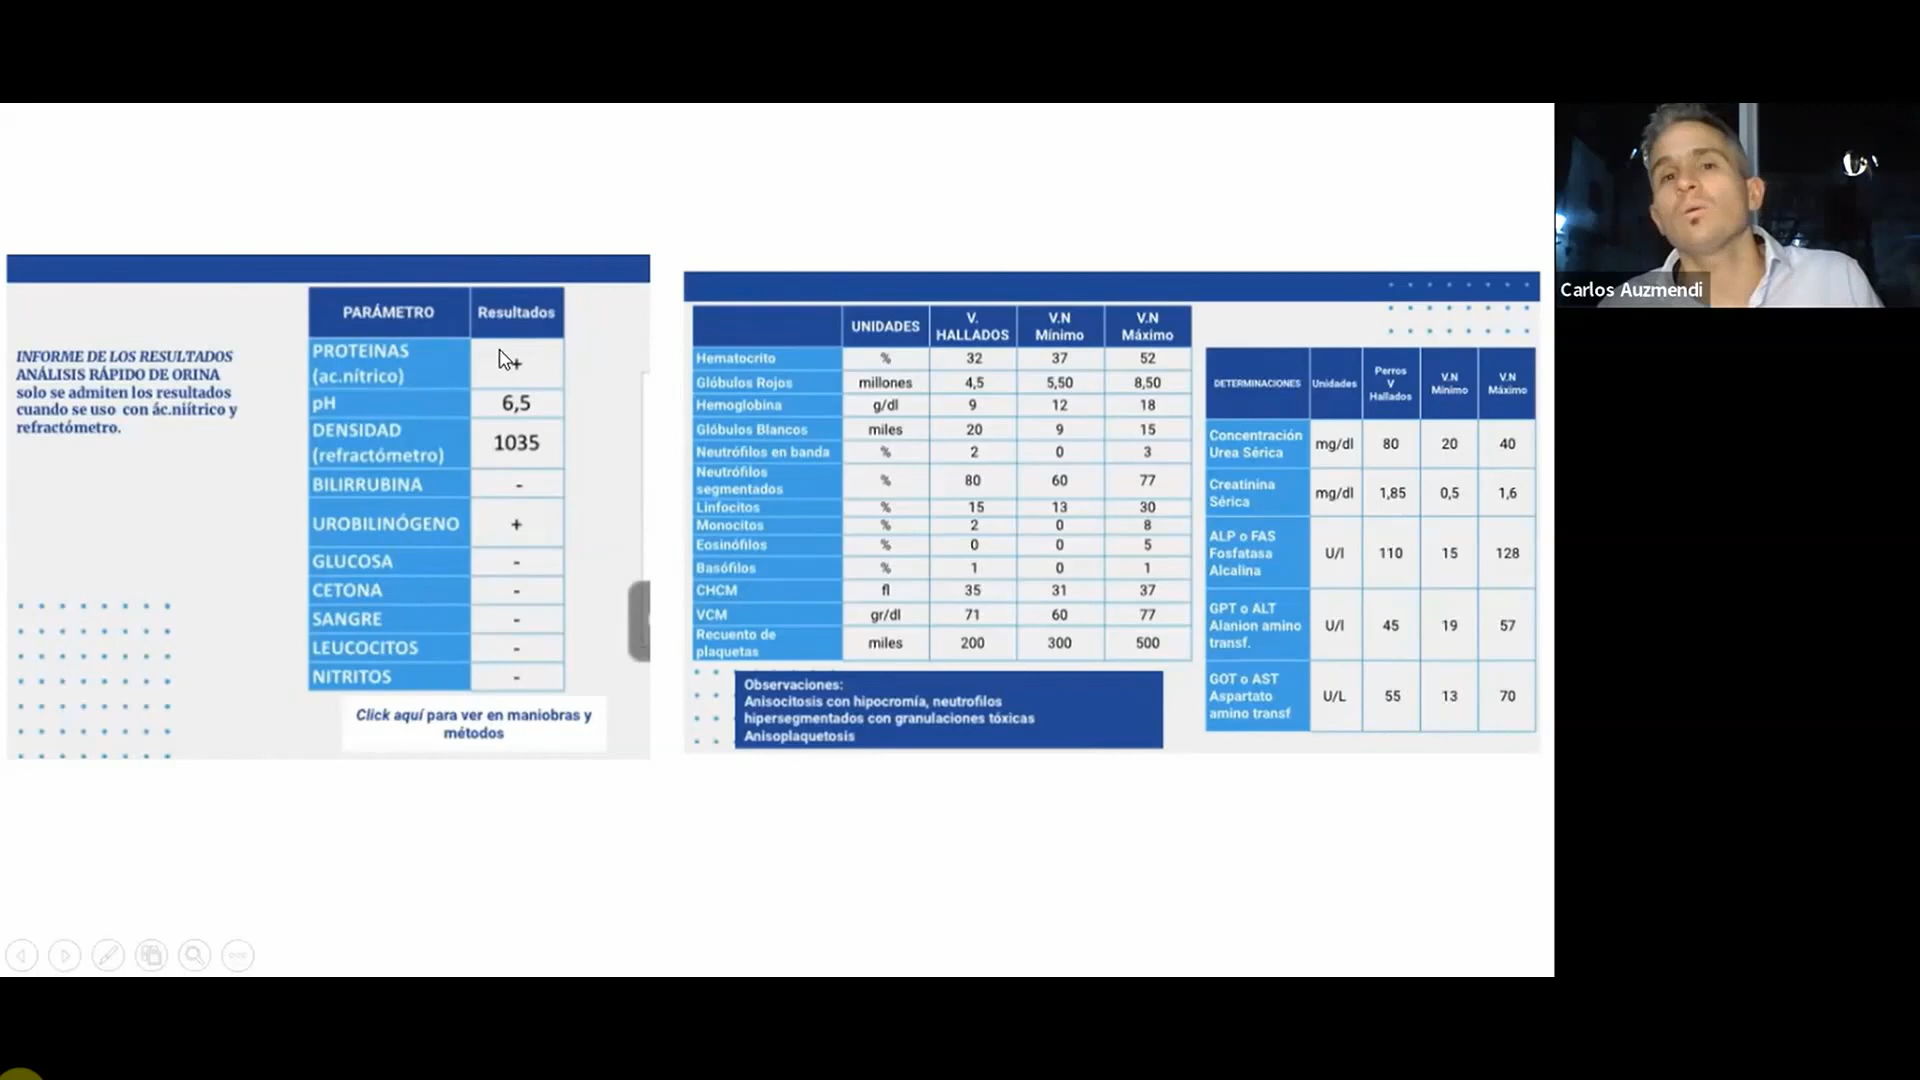 INFORME DE LOS RESULTADOS
ANÁLISIS RÁPIDO DE ORINA
solo se admiten los resultados
cuando se uso con ác.niítrico y
refractómetro.
PARÁMETRO Resultados
PROTEINAS
(ac.nítrico) +
pH 6,5
DENSIDAD
(refractómetro) 1035
BILIRRUBINA -
UROBILINÓGENO +
GLUCOSA -
CETONA -
SANGRE -
LEUCOCITOS -
NITRITOS -
Click aquí para ver en maniobras y
métodos
UNIDADES V. HALLADOS V.N Mínimo V.N Máximo
Hematocrito % 32 37 52
Glóbulos Rojos millones 4,5 5,50 8,50
Hemoglobina g/dl 9 12 18
Glóbulos Blancos miles 20 9 15
Neutrófilos en banda % 2 0 3
Neutrófilos
segmentados % 80 60 77
Linfocitos % 15 13 30
Monocitos % 2 0 8
Eosinófilos % 0 0 5
Basófilos % 1 0 1
CHCM fl 35 31 37
VCM gr/dl 71 60 77
Recuento de
plaquetas miles 200 300 500
Observaciones:
Anisocitosis con hipocromía, neutrofilos
hipersegmentados con granulaciones tóxicas
Anisoplaquetosis
DETERMINACIONES Unidades Perros V Hallados V.N Mínimo V.N Máximo
Concentración
Urea Sérica mg/dl 80 20 40
Creatinina
Sérica mg/dl 1,85 0,5 1,6
ALP o FAS
Fosfatasa
Alcalina U/l 110 15 128
GPT o ALT
Alanion amino
transf. U/l 45 19 57
GOT o AST
Aspartato
amino transf U/L 55 13 70
Carlos Auzmendi